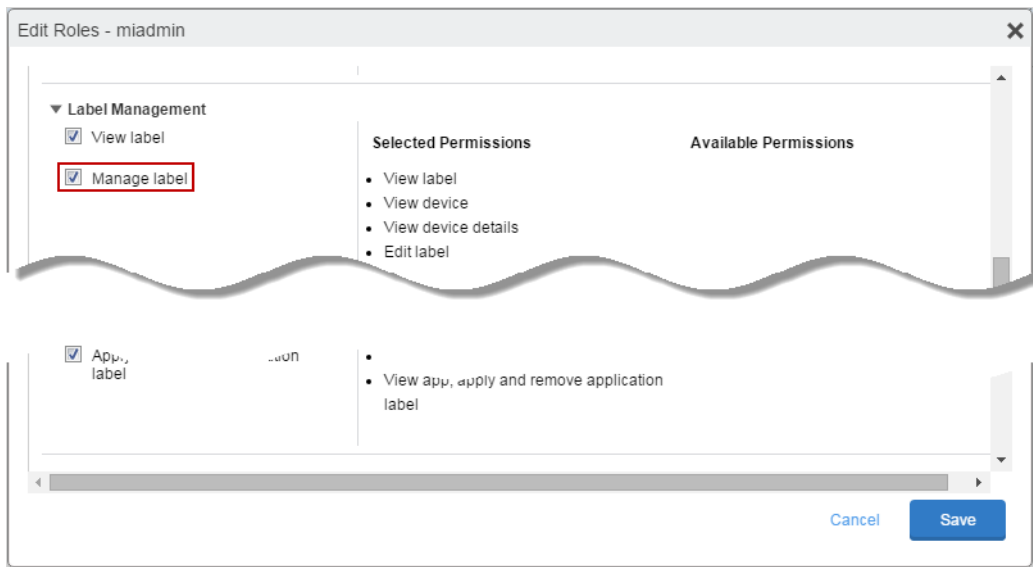 Edit Roles - miadmin
Label Management
View label
Manage label
Selected Permissions
Available Permissions
View label
View device
View device details
Edit label
label
View app, apply and remove application
label
Cancel
Save